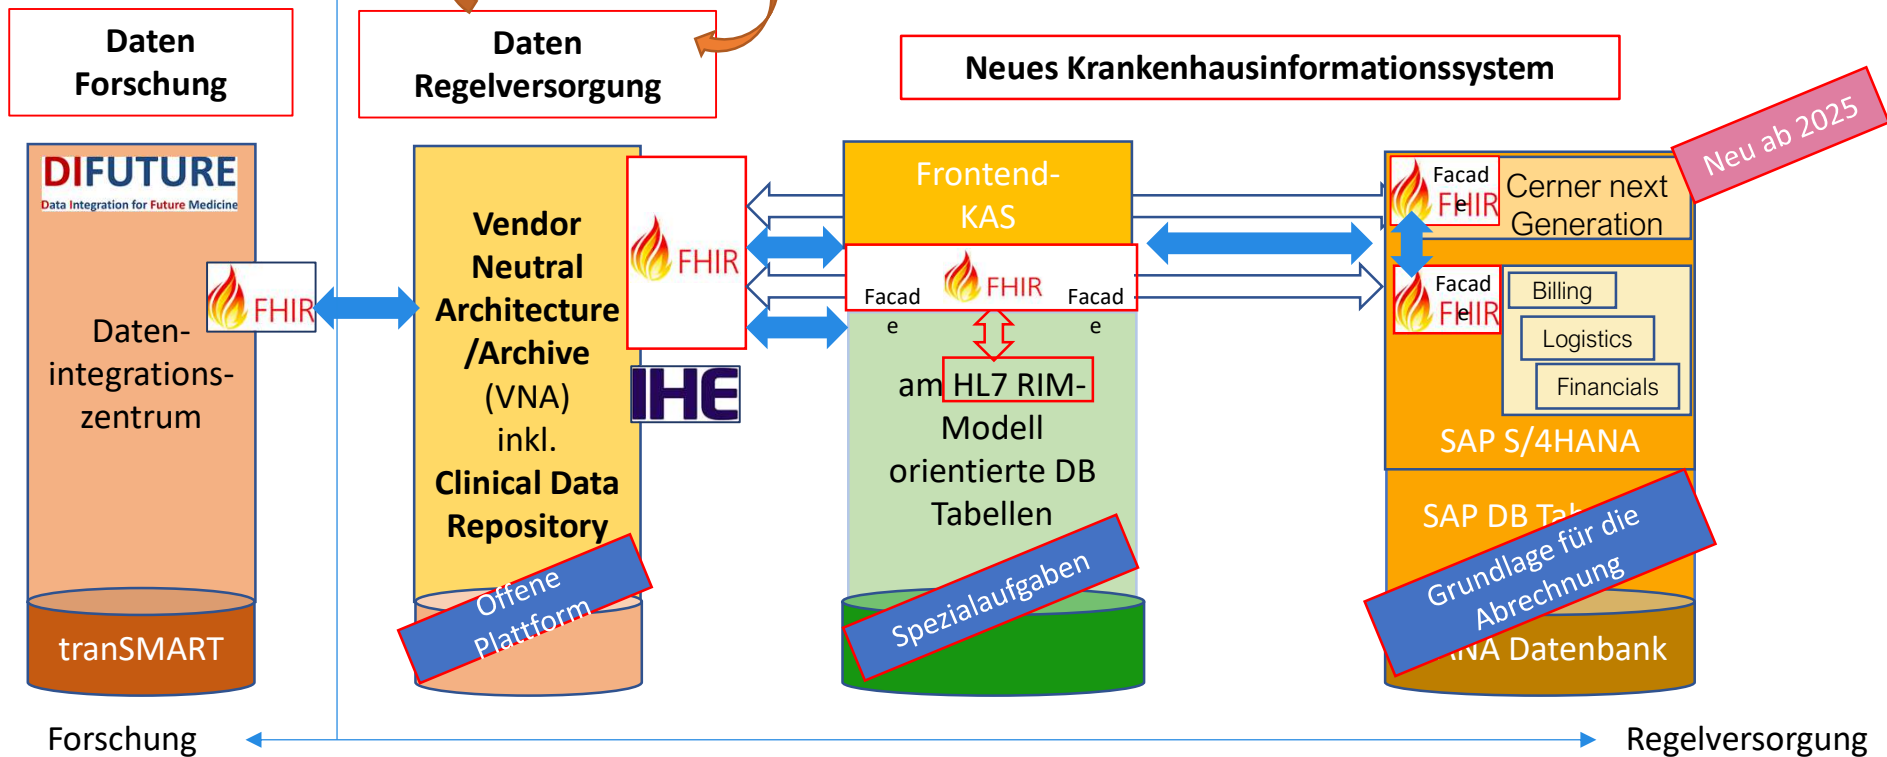 Daten
Forschung
Daten
Regelversorgung
Neues Krankenhausinformationssystem
Neu ab 2025
DIFUTURE
Data Integration for Future Medicine
FHIR
Daten-
integrations-
zentrum
tranSMART
Vendor
Neutral
Architecture
/Archive
(VNA)
inkl.
Clinical Data
Repository
FHIR
IHE
Offene
Plattform
Frontend-
KAS
FHIR
Facad
e
Facad
e
am HL7 RIM-
Modell
orientierte DB
Tabellen
Spezialaufgaben
Facad
e
FHIR
Cerner next
Generation
Facad
e
FHIR
Billing
Logistics
Financials
SAP S/4HANA
SAP DB Tab
Grundlage für die
Abrechnung
ANA Datenbank
Forschung
Regelversorgung